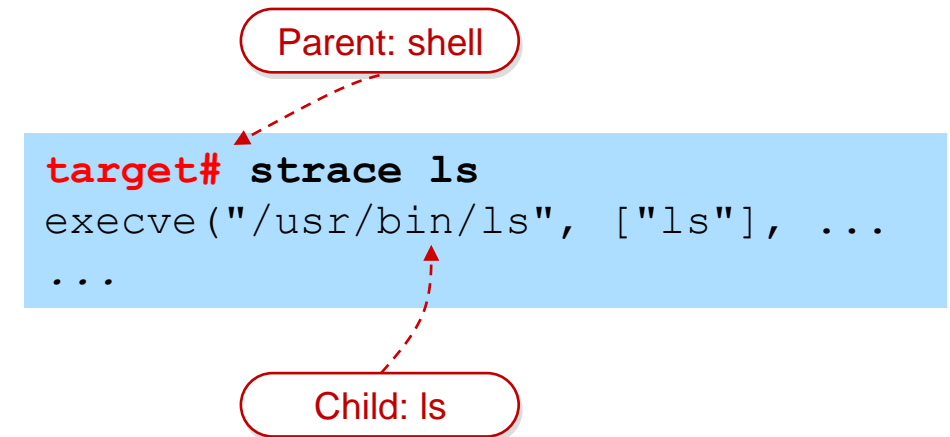 Parent: shell
target# strace ls
execve("/usr/bin/ls", ["ls"], ...
...
Child: ls